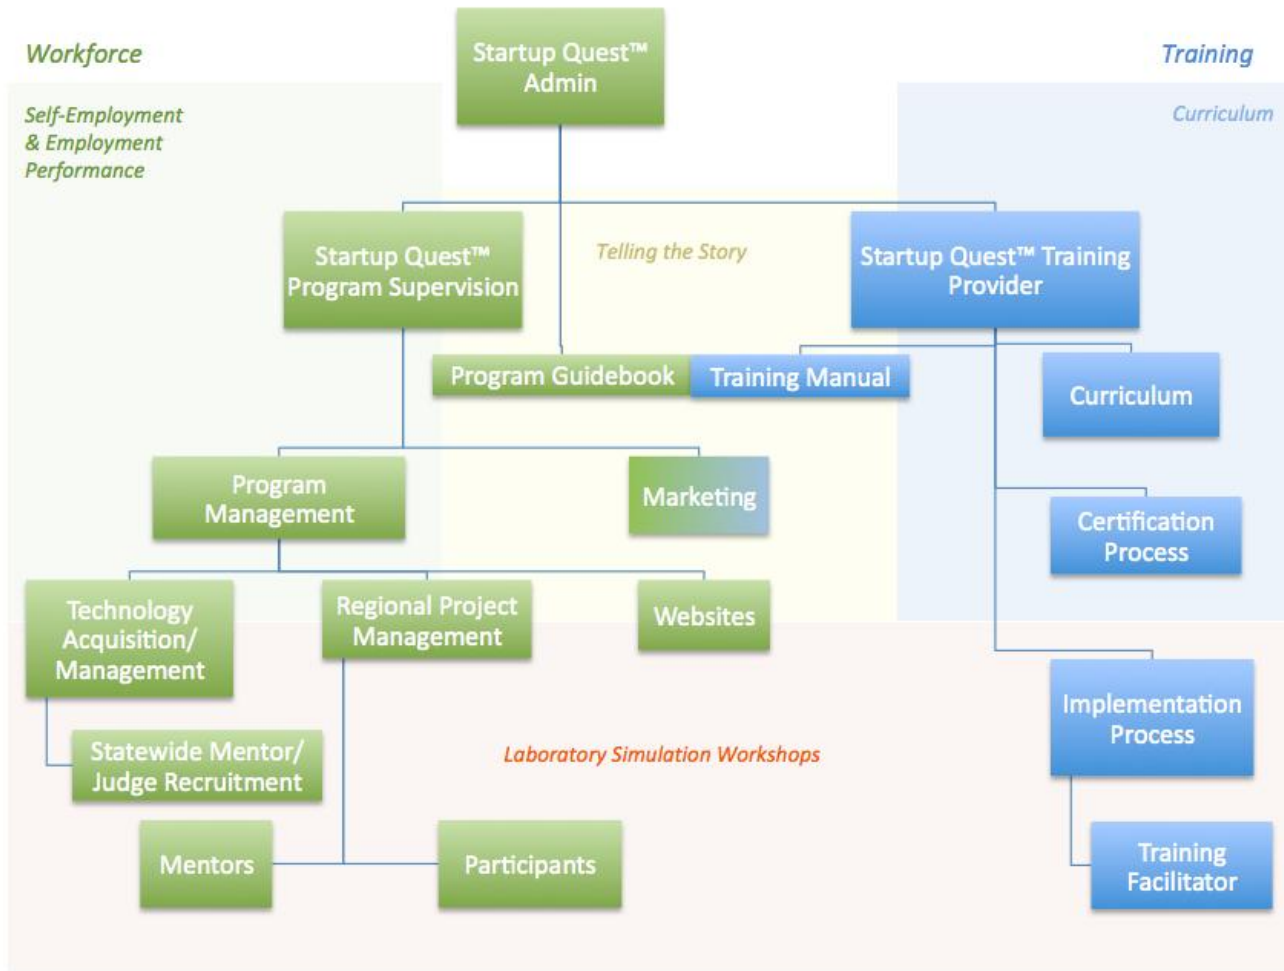 Workforce
Startup Quest™
Admin
Training
Self-Employment
& Employment
Performance
Curriculum
Startup Quest™
Program Supervision
Telling the Story
Startup Quest™ Training
Provider
Program Guidebook
Training Manual
Curriculum
Program
Management
Marketing
Certification
Process
Technology
Acquisition/
Management
Regional Project
Management
Websites
Implementation
Process
Statewide Mentor/
Judge Recruitment
Laboratory Simulation Workshops
Mentors
Participants
Training
Facilitator